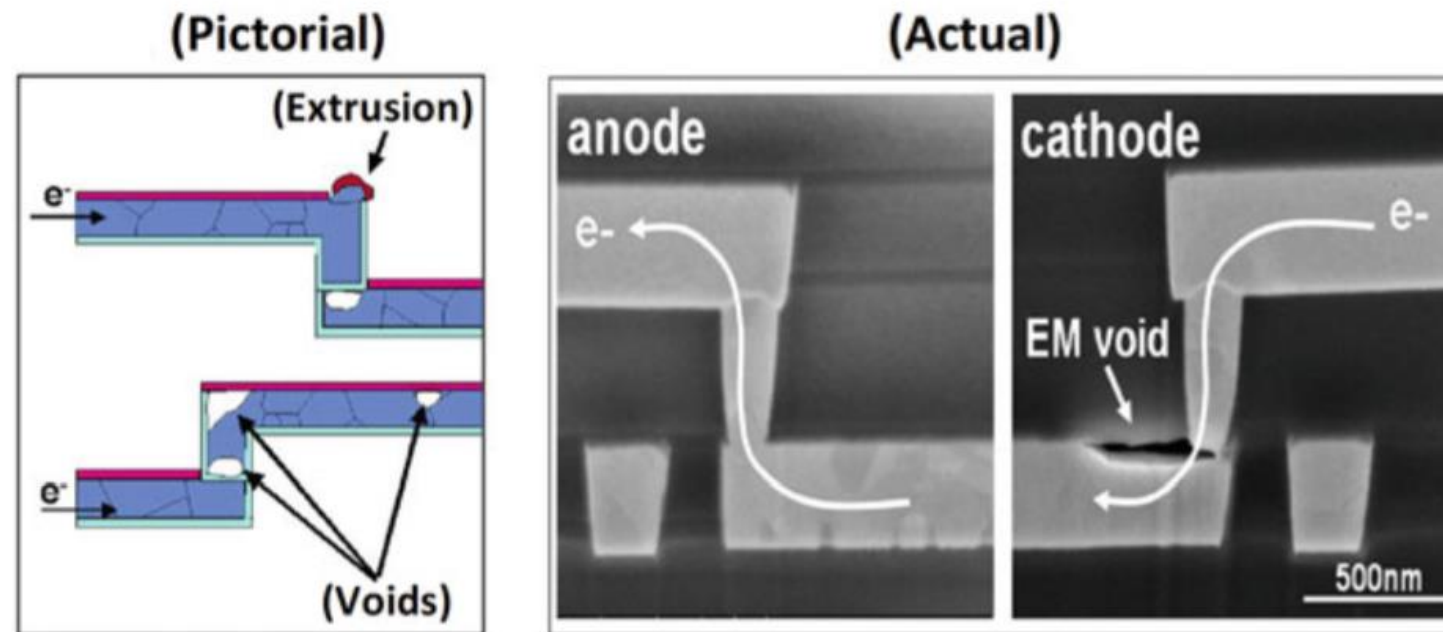 (Pictorial)
(Extrusion)
e-
e-
(Voids)
(Actual)
anode
e-
cathode
e-
EM void
500nm